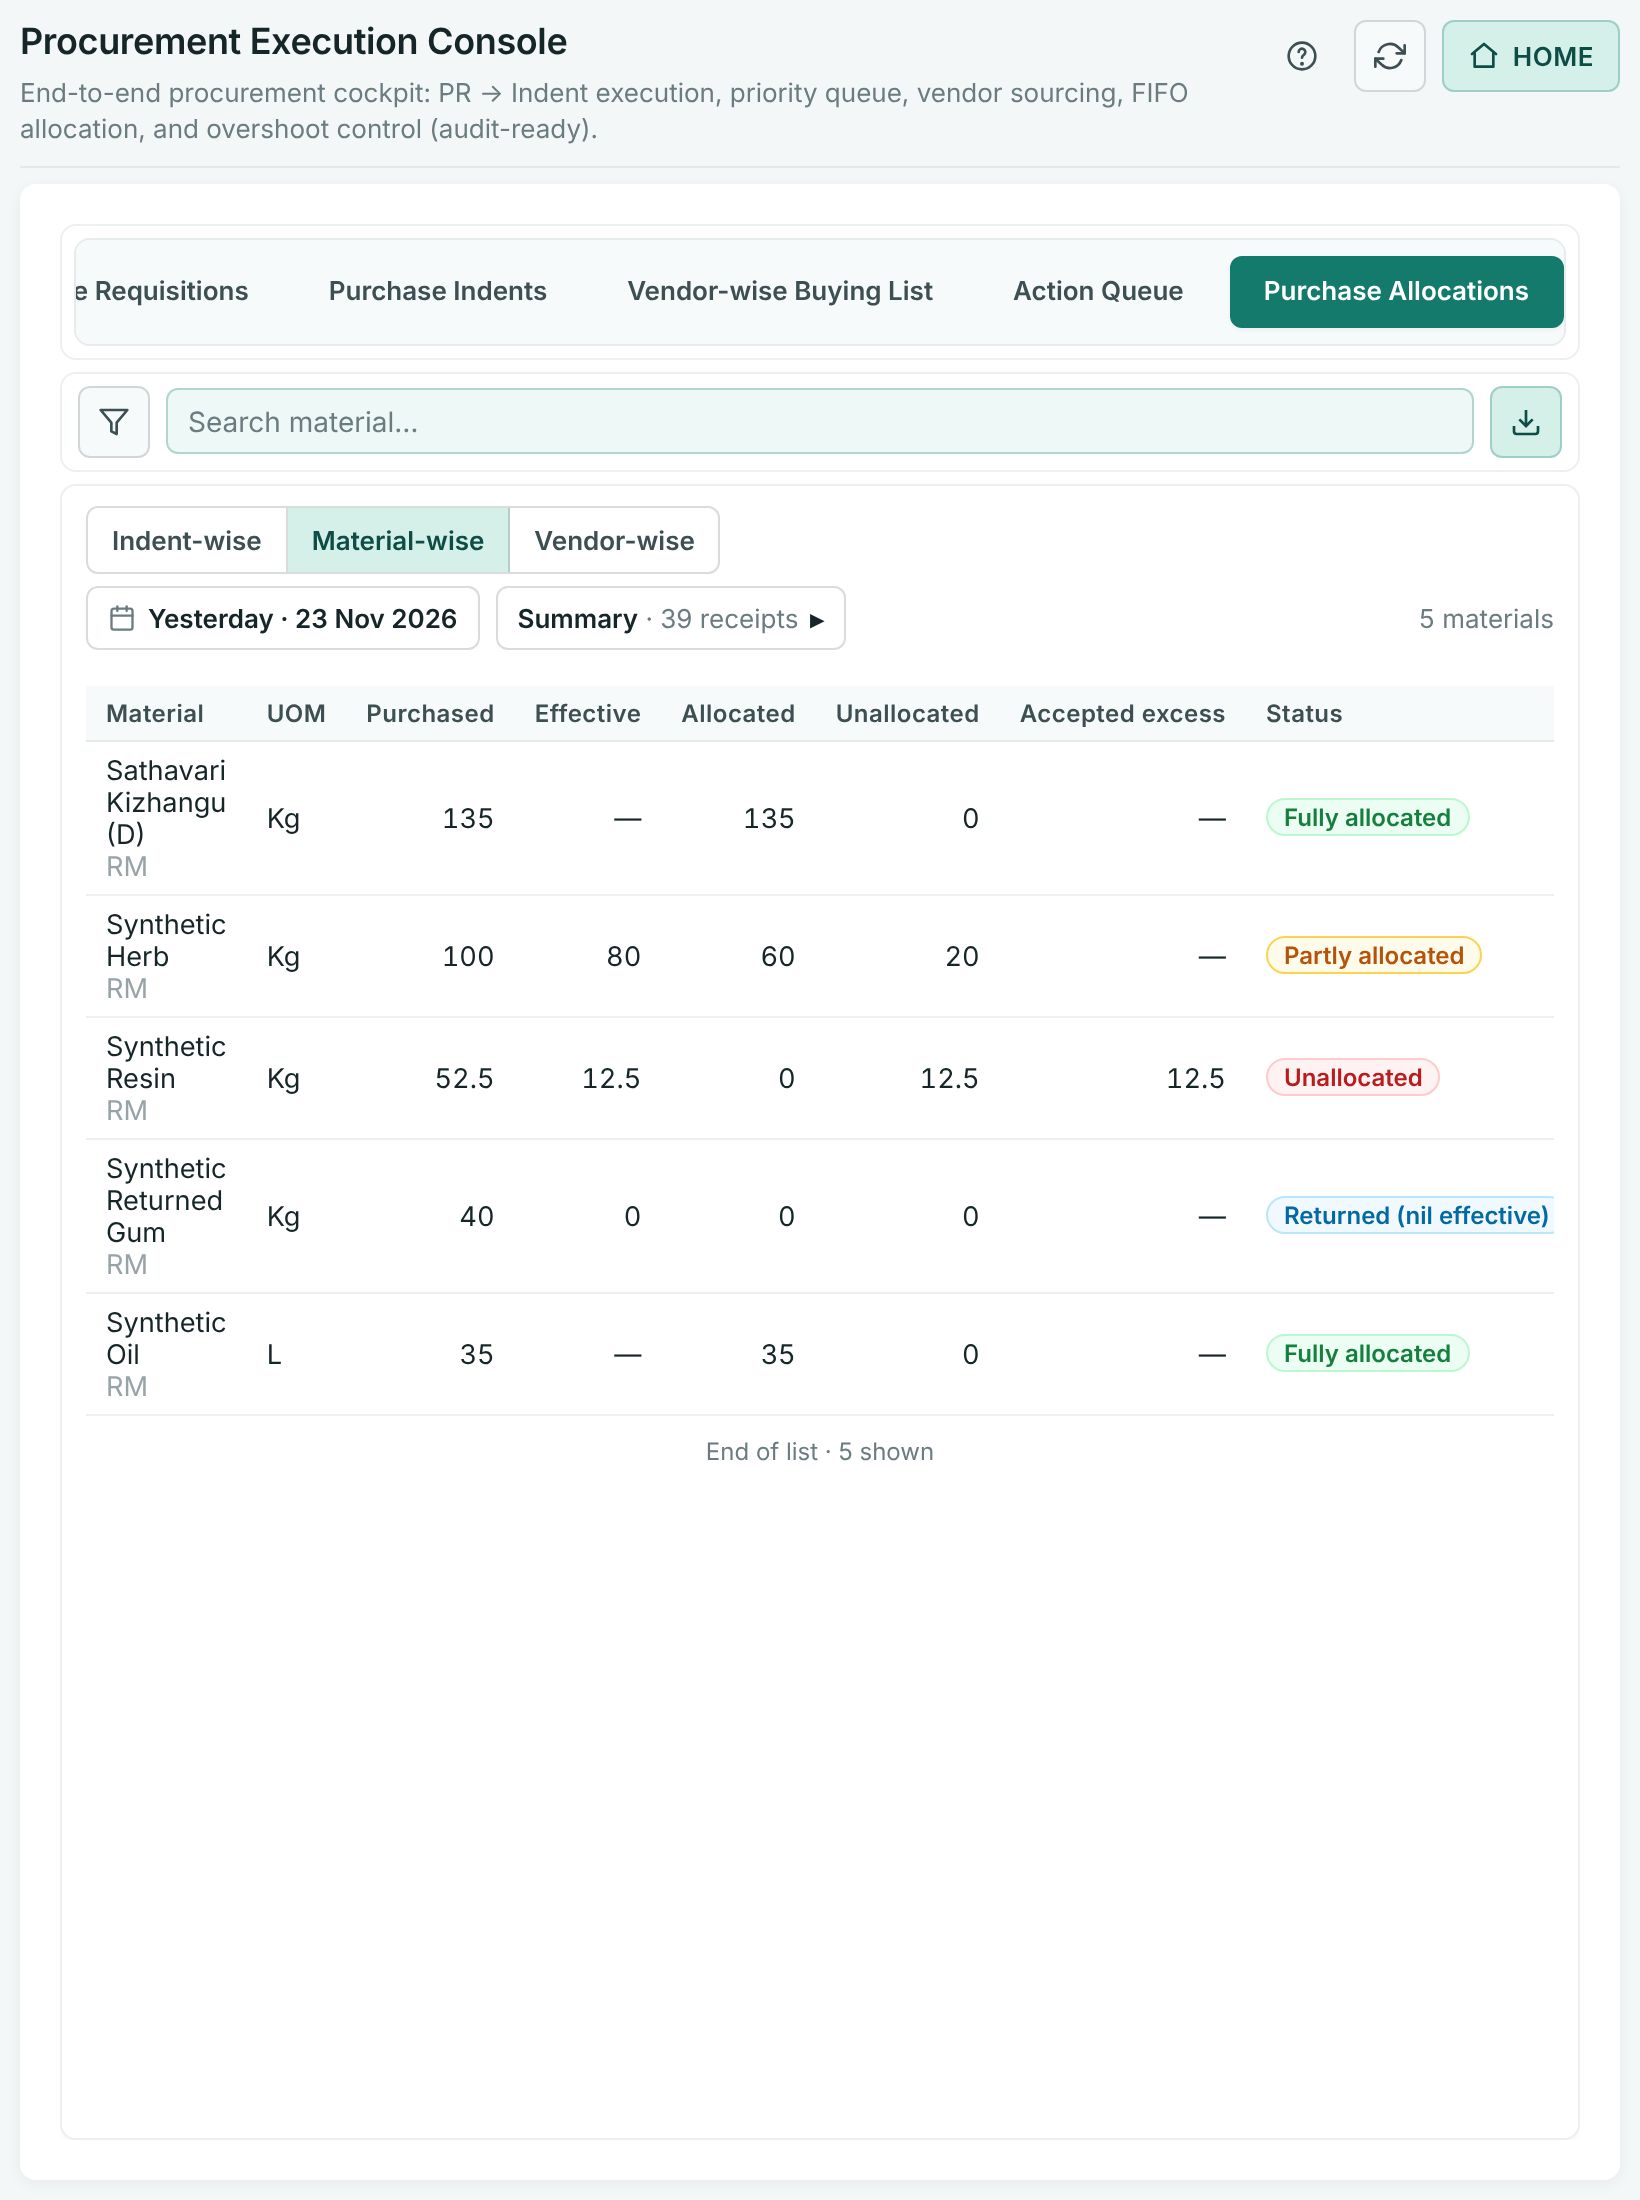 Procurement Execution Console
HOME
End-to-end procurement cockpit: PR → Indent execution, priority queue, vendor sourcing, FIFO
allocation, and overshoot control (audit-ready).
e Requisitions Purchase Indents Vendor-wise Buying List Action Queue Purchase Allocations
Search material...
Indent-wise Material-wise Vendor-wise
Yesterday · 23 Nov 2026 Summary · 39 receipts ▸ 5 materials
Material UOM Purchased Effective Allocated Unallocated Accepted excess Status
Sathavari
Kizhangu
(D)
RM
Kg 135 — 135 0 — Fully allocated
Synthetic
Herb
RM
Kg 100 80 60 20 — Partly allocated
Synthetic
Resin
RM
Kg 52.5 12.5 0 12.5 12.5 Unallocated
Synthetic
Returned
Gum
RM
Kg 40 0 0 0 — Returned (nil effective)
Synthetic
Oil
RM
L 35 — 35 0 — Fully allocated
End of list · 5 shown